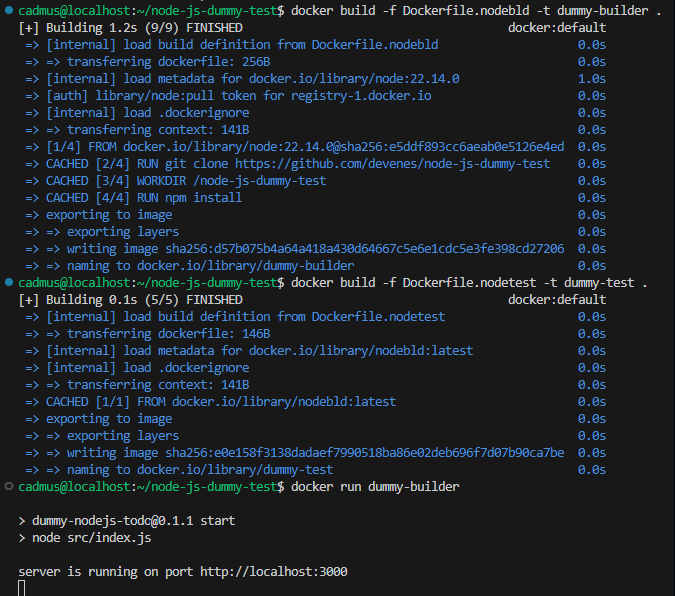 cadmus@localhost:~/node-js-dummy-test$ docker build -f Dockerfile.nodebld -t dummy-builder .
[+] Building 1.2s (9/9) FINISHED docker:default
=> [internal] load build definition from Dockerfile.nodebld 0.0s
=> => transferring dockerfile: 256B 0.0s
=> [internal] load metadata for docker.io/library/node:22.14.0 1.0s
=> [auth] library/node:pull token for registry-1.docker.io 0.0s
=> [internal] load .dockerignore 0.0s
=> => transferring context: 141B 0.0s
=> [1/4] FROM docker.io/library/node:22.14.0@sha256:e5ddf893cc6aeab0e5126e4ed 0.0s
=> CACHED [2/4] RUN git clone https://github.com/devenes/node-js-dummy-test 0.0s
=> CACHED [3/4] WORKDIR /node-js-dummy-test 0.0s
=> CACHED [4/4] RUN npm install 0.0s
=> exporting to image 0.0s
=> => exporting layers 0.0s
=> => writing image sha256:d57b075b4a64a418a430d64667c5e6e1cdc5e3fe398cd27206 0.0s
=> => naming to docker.io/library/dummy-builder 0.0s
cadmus@localhost:~/node-js-dummy-test$ docker build -f Dockerfile.nodetest -t dummy-test .
[+] Building 0.1s (5/5) FINISHED docker:default
=> [internal] load build definition from Dockerfile.nodetest 0.0s
=> => transferring dockerfile: 146B 0.0s
=> [internal] load metadata for docker.io/library/nodebld:latest 0.0s
=> [internal] load .dockerignore 0.0s
=> => transferring context: 141B 0.0s
=> CACHED [1/1] FROM docker.io/library/nodebld:latest 0.0s
=> exporting to image 0.0s
=> => exporting layers 0.0s
=> => writing image sha256:e0e158f3138dadaef7990518ba86e02deb696f7d07b90ca7be 0.0s
=> => naming to docker.io/library/dummy-test 0.0s
cadmus@localhost:~/node-js-dummy-test$ docker run dummy-builder
> dummy-nodejs-todc@0.1.1 start
> node src/index.js
server is running on port http://localhost:3000